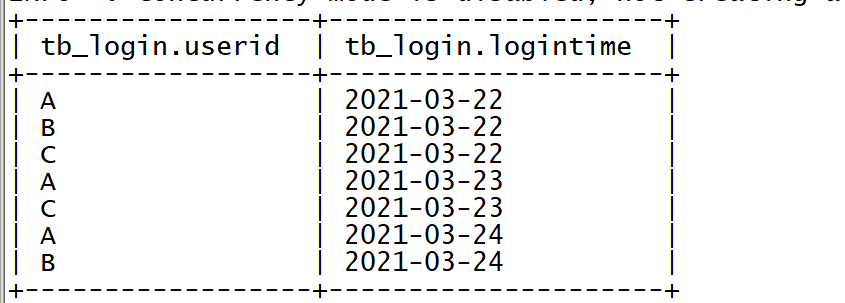 +------------------+---------------------+
| tb_login.userid | tb_login.logintime |
+------------------+---------------------+
| A | 2021-03-22 |
| B | 2021-03-22 |
| C | 2021-03-22 |
| A | 2021-03-23 |
| C | 2021-03-23 |
| A | 2021-03-24 |
| B | 2021-03-24 |
+------------------+---------------------+